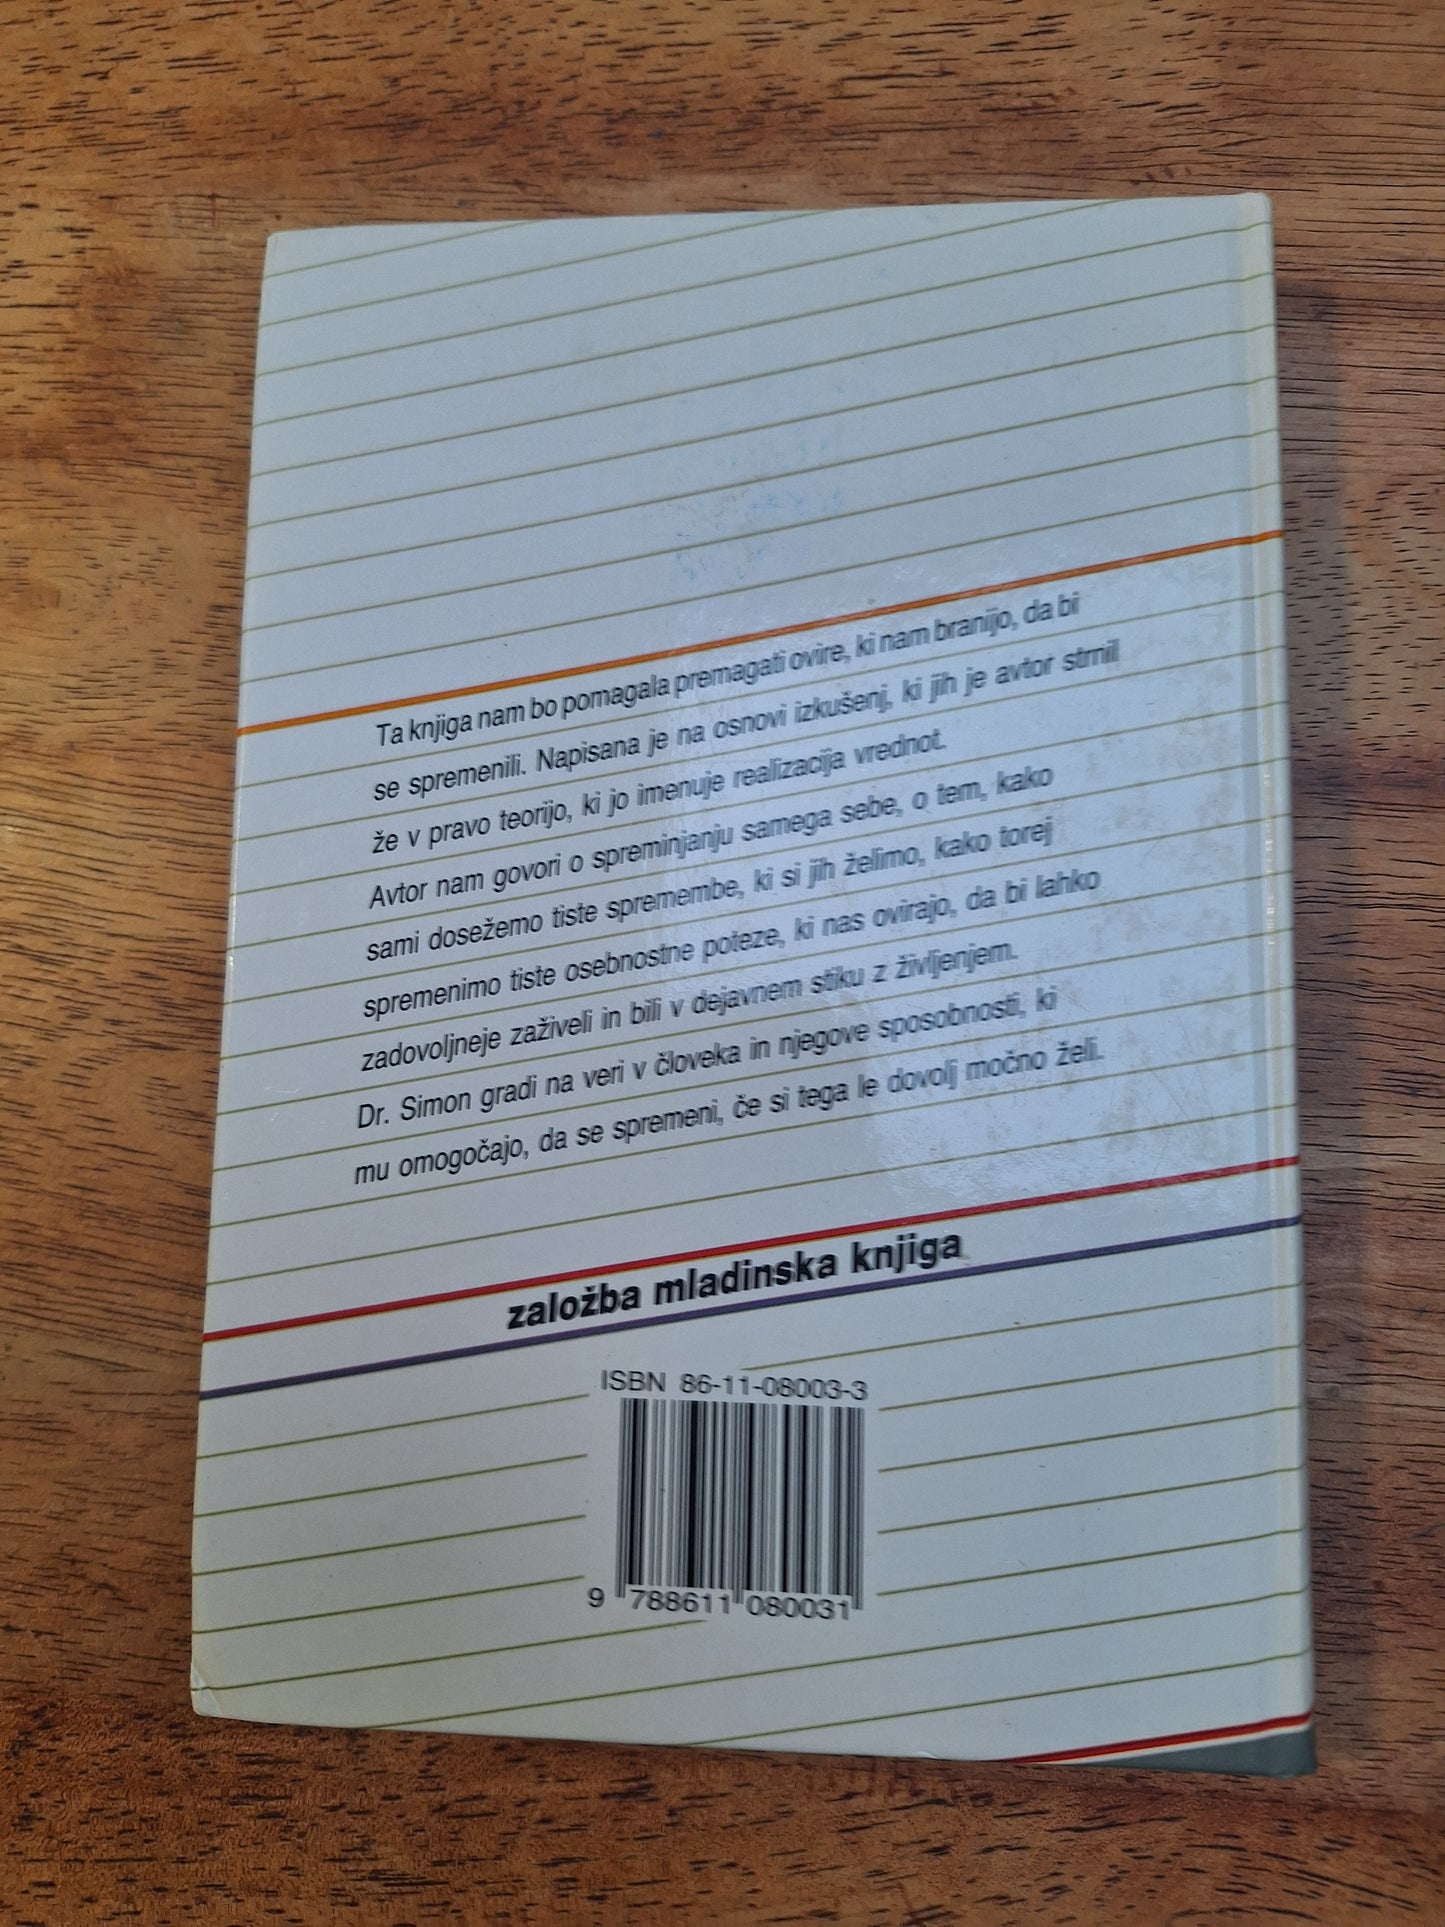 Ta knjiga nam bo pomagala premagati ovire, ki nam branijo, da bi
se spremenili. Napisana je na osnovi izkušenj, ki jih je avtor strnil
že v pravo teorijo, ki jo imenuje realizacija vrednot.
Avtor nam govori o spreminjanju samega sebe, o tem, kako
sami dosežemo tiste spremembe, ki si jih želimo, kako torej
spremenimo tiste osebnostne poteze, ki nas ovirajo, da bi lahko
zadovoljneje zaživeli in bili v dejavnem stiku z življenjem.
Dr. Simon gradi na veri v človeka in njegove sposobnosti, ki
mu omogočajo, da se spremeni, če si tega le dovolj močno želi.
založba mladinska knjiga
ISBN 86-11-08003-3
9 788611 080031